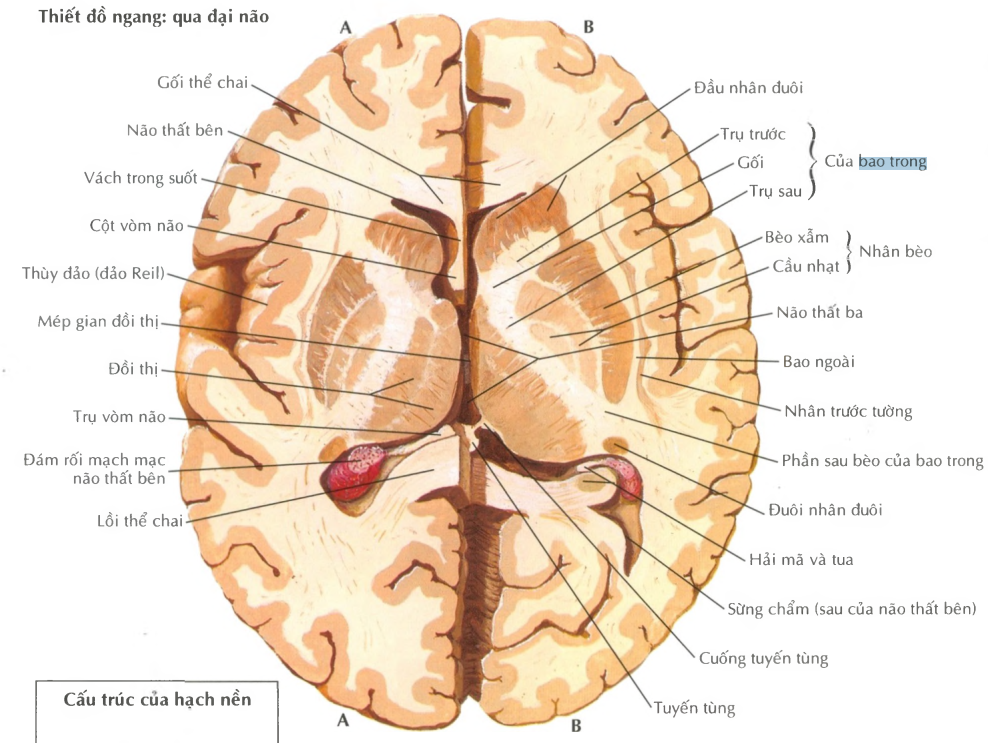 Thiết đồ ngang: qua đại não
A
B
Gối thể chai
Não thất bên
Vách trong suốt
Cột vòm não
Thùy đảo (đảo Reil)
Mép gian đồi thị
Đồi thị
Trụ vòm não
Đám rối mạch mạc
não thất bên
Lồi thể chai
Đầu nhân đuôi
Trụ trước
Gối
Trụ sau
Của bao trong
Bèo xẫm
Cầu nhạt
Nhân bèo
Não thất ba
Bao ngoài
Nhân trước tường
Phần sau bèo của bao trong
Đuôi nhân đuôi
Hải mã và tua
Sừng chẩm (sau của não thất bên)
Cuống tuyến tùng
Tuyến tùng
A
B
Cấu trúc của hạch nền